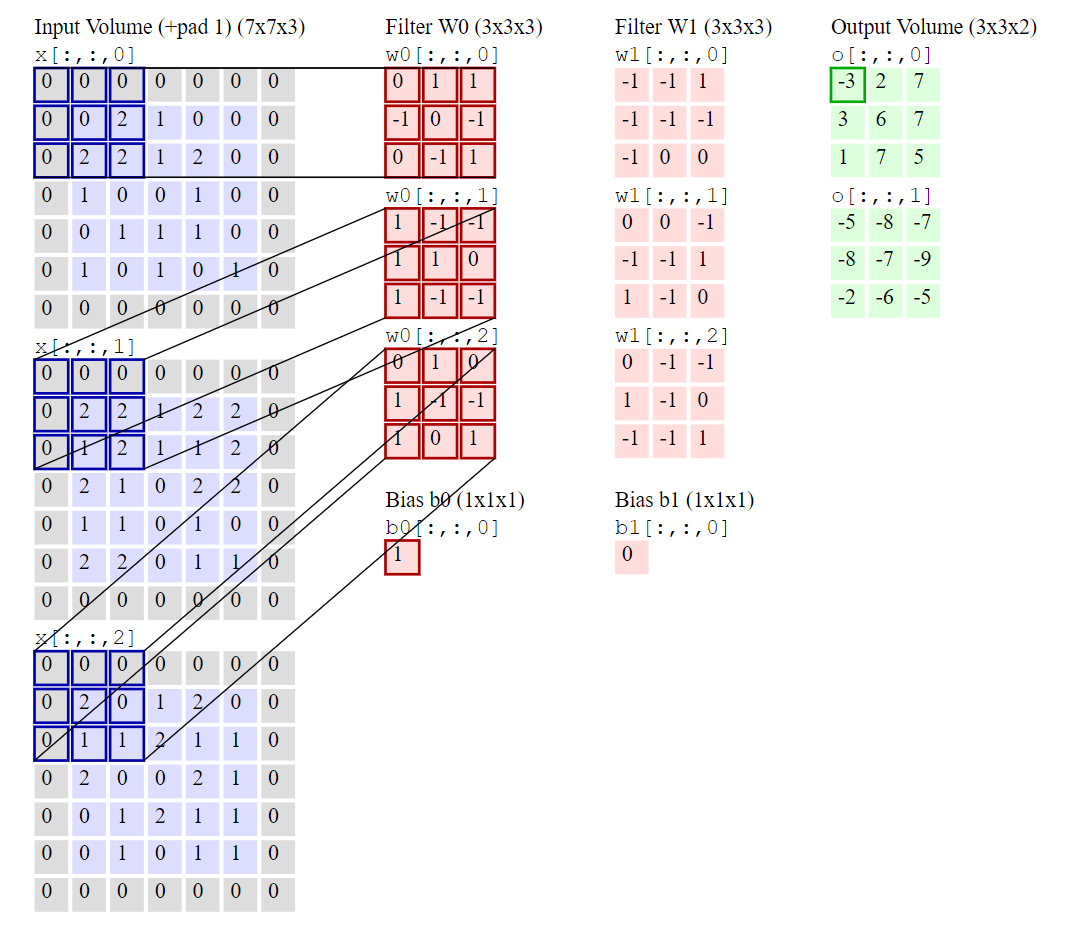 Input Volume (+pad 1) (7x7x3)
x[:,:,0]
0 0 0 0 0 0 0
0 0 2 1 0 0 0
0 2 2 1 2 0 0
0 1 0 0 1 0 0
0 0 1 1 1 0 0
0 1 0 1 0 1 0
0 0 0 0 0 0 0
x[:,:,1]
0 0 0 0 0 0 0
0 2 2 1 2 2 0
0 1 2 1 1 2 0
0 2 1 0 2 2 0
0 1 1 0 1 0 0
0 2 2 0 1 1 0
0 0 0 0 0 0 0
x[:,:,2]
0 0 0 0 0 0 0
0 2 0 1 2 0 0
0 1 1 2 1 1 0
0 2 0 0 2 1 0
0 0 1 2 1 1 0
0 0 1 0 1 1 0
0 0 0 0 0 0 0
Filter W0 (3x3x3)
w0[:,:,0]
0 1 1
-1 0 -1
0 -1 1
w0[:,:,1]
1 -1 -1
1 1 0
1 -1 -1
w0[:,:,2]
0 1 0
1 -1 -1
1 0 1
Bias b0 (1x1x1)
b0[:,:,0]
1
Filter W1 (3x3x3)
w1[:,:,0]
-1 -1 1
-1 -1 -1
-1 0 0
w1[:,:,1]
0 0 -1
-1 -1 1
1 -1 0
w1[:,:,2]
0 -1 -1
1 -1 0
-1 -1 1
Bias b1 (1x1x1)
b1[:,:,0]
0
Output Volume (3x3x2)
o[:,:,0]
-3 2 7
3 6 7
1 7 5
o[:,:,1]
-5 -8 -7
-8 -7 -9
-2 -6 -5